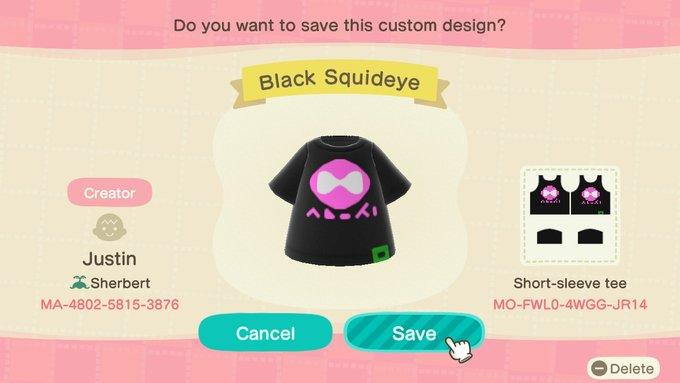 Do you want to save this custom design?
Black Squideye
Creator
Justin
Sherbert
MA-4802-5815-3876
Short-sleeve tee
MO-FWL0-4WGG-JR14
Cancel
Save
Delete